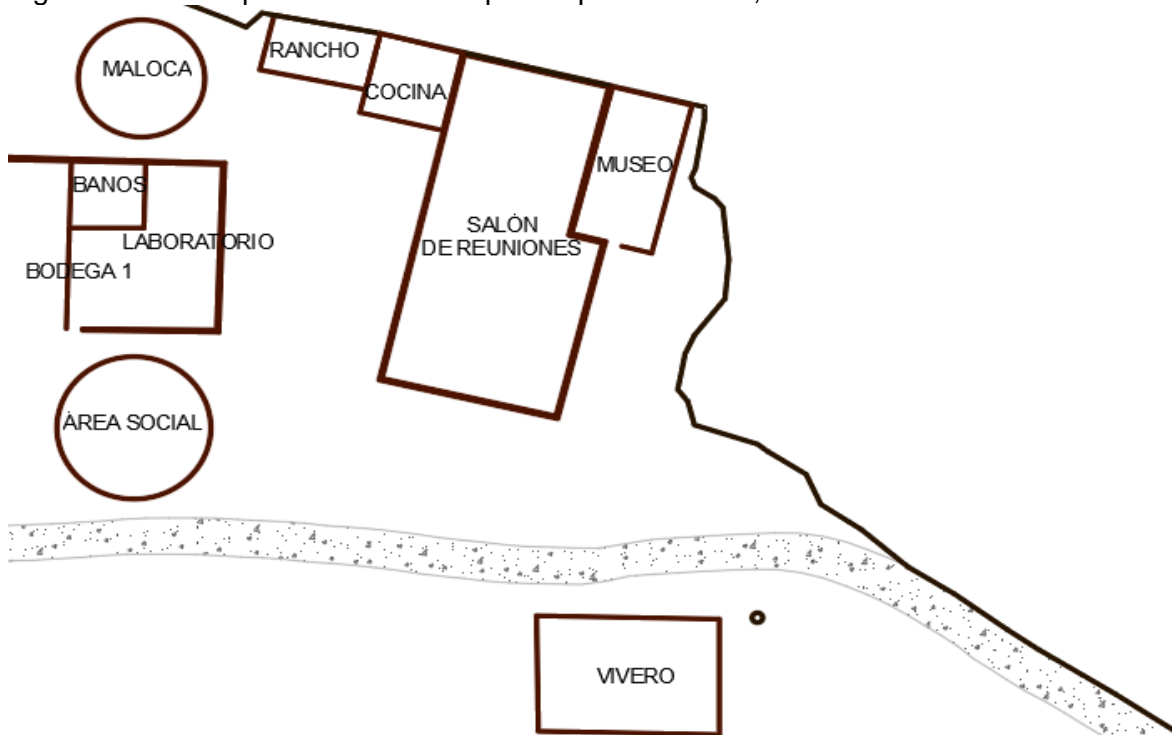 MALOCA
RANCHO
COCINA
MUSEO
BANOS
LABORATORIO
SALÓN
DE REUNIONES
BODEGA 1
ÁREA SOCIAL
VIVERO